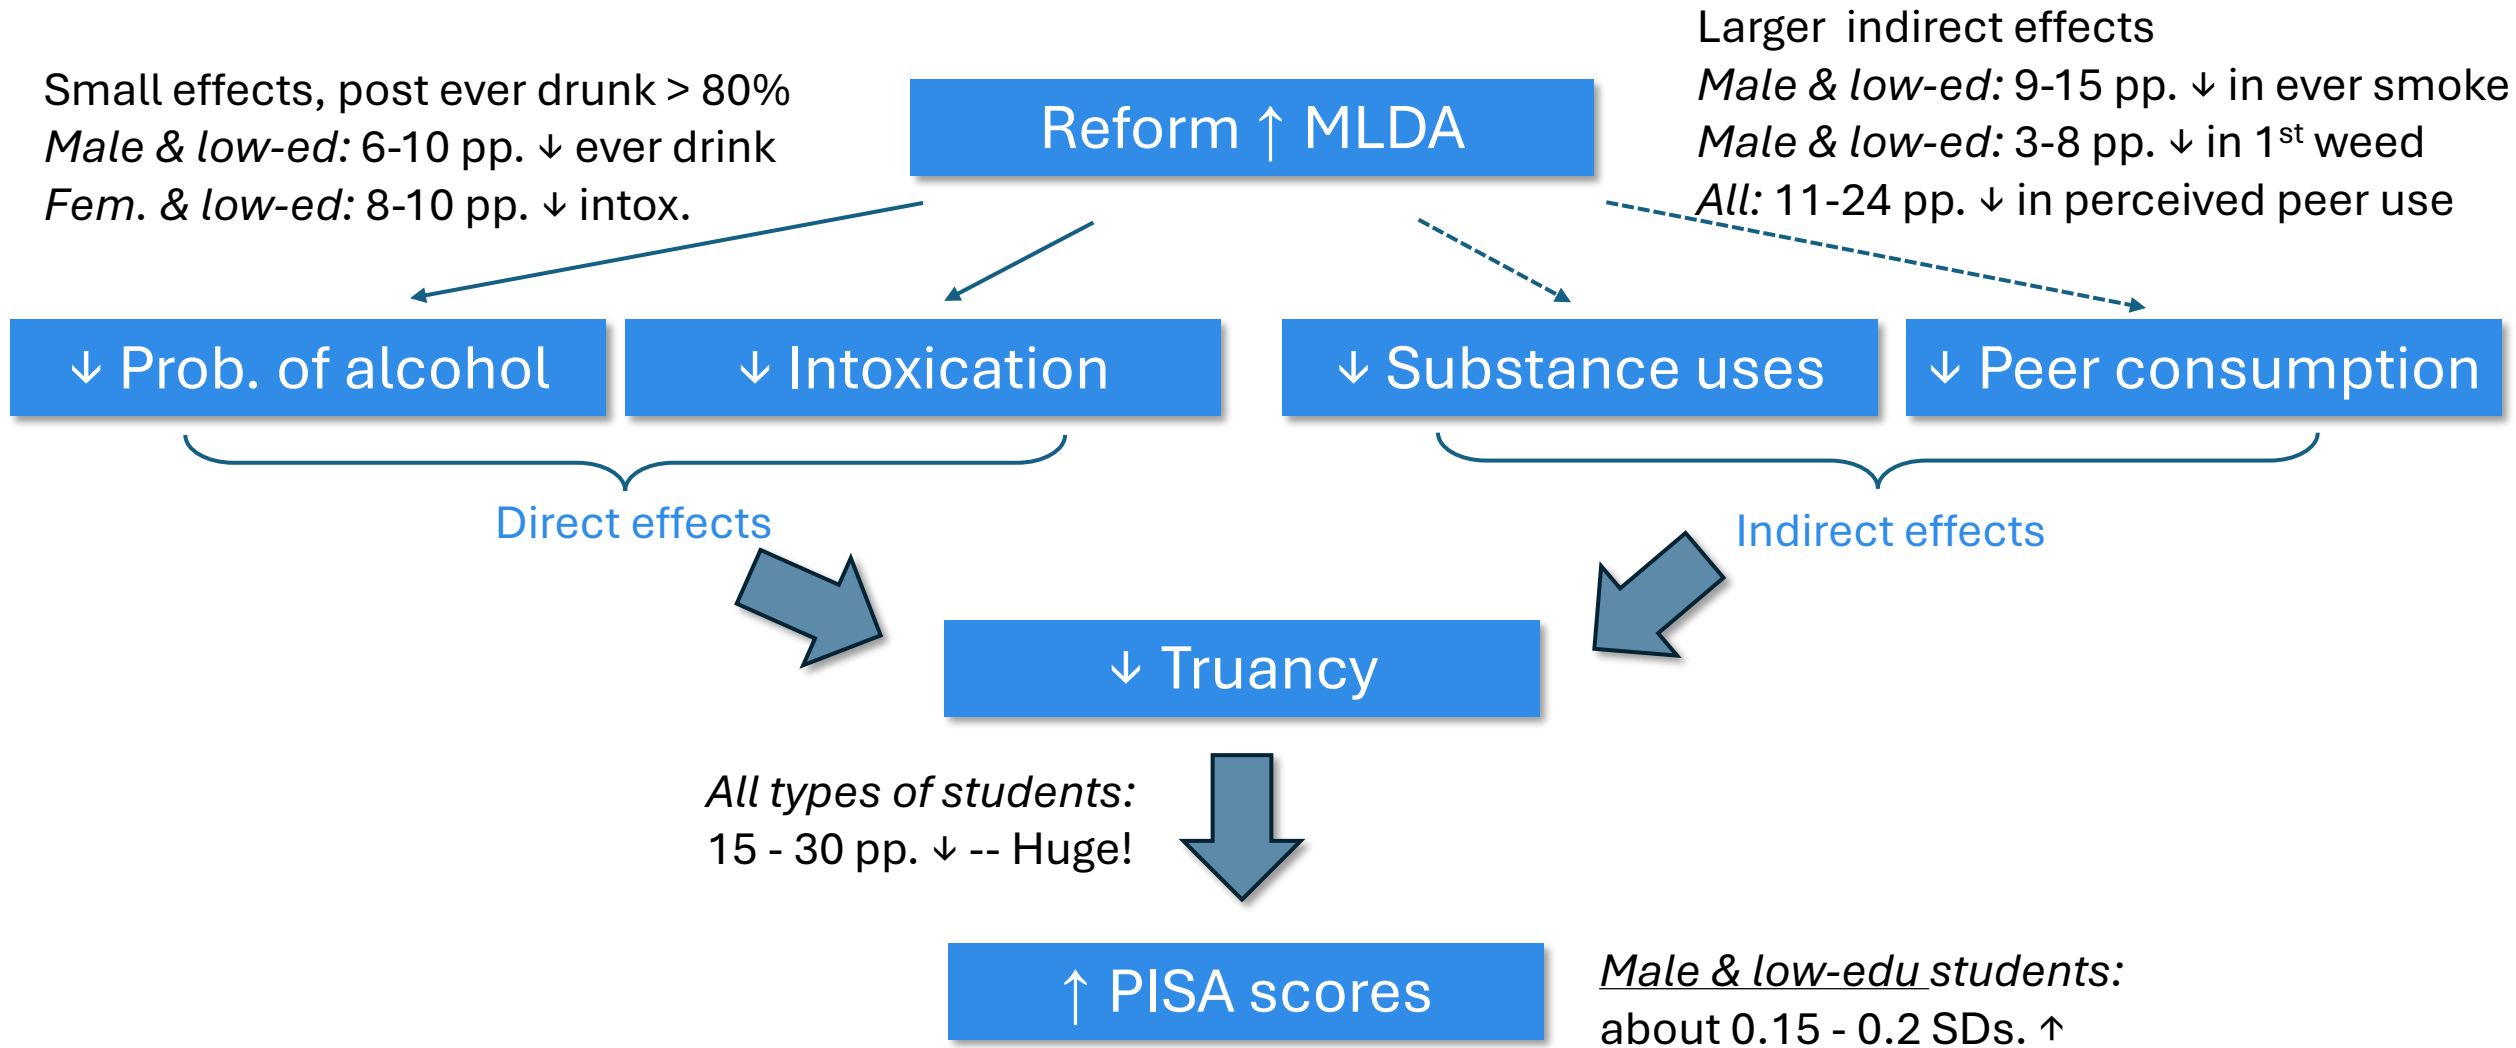 Small effects, post ever drunk > 80%
Male & low-ed: 6-10 pp. ↓ ever drink
Fem. & low-ed: 8-10 pp. ↓ intox.
Reform ↑ MLDA
Larger indirect effects
Male & low-ed: 9-15 pp. ↓ in ever smoke
Male & low-ed: 3-8 pp. ↓ in 1st weed
All: 11-24 pp. ↓ in perceived peer use
↓ Prob. of alcohol
↓ Intoxication
↓ Substance uses
↓ Peer consumption
Direct effects
Indirect effects
↓ Truancy
All types of students:
15 - 30 pp. ↓ -- Huge!
↑ PISA scores
Male & low-edu students:
about 0.15 - 0.2 SDs. ↑